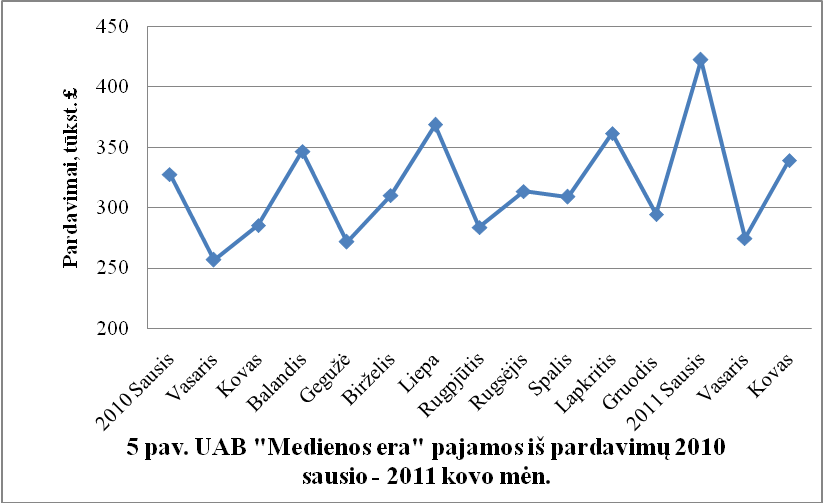 450
400
350
300
250
200
Pardavimai, tūkst. £
2010 Sausis
Vasaris
Kovas
Balandis
Gegužė
Birželis
Liepa
Rugpjūtis
Rugsėjis
Spalis
Lapkritis
Gruodis
2011 Sausis
Vasaris
Kovas
5 pav. UAB "Medienos era" pajamos iš pardavimų 2010
sausio - 2011 kovo mėn.